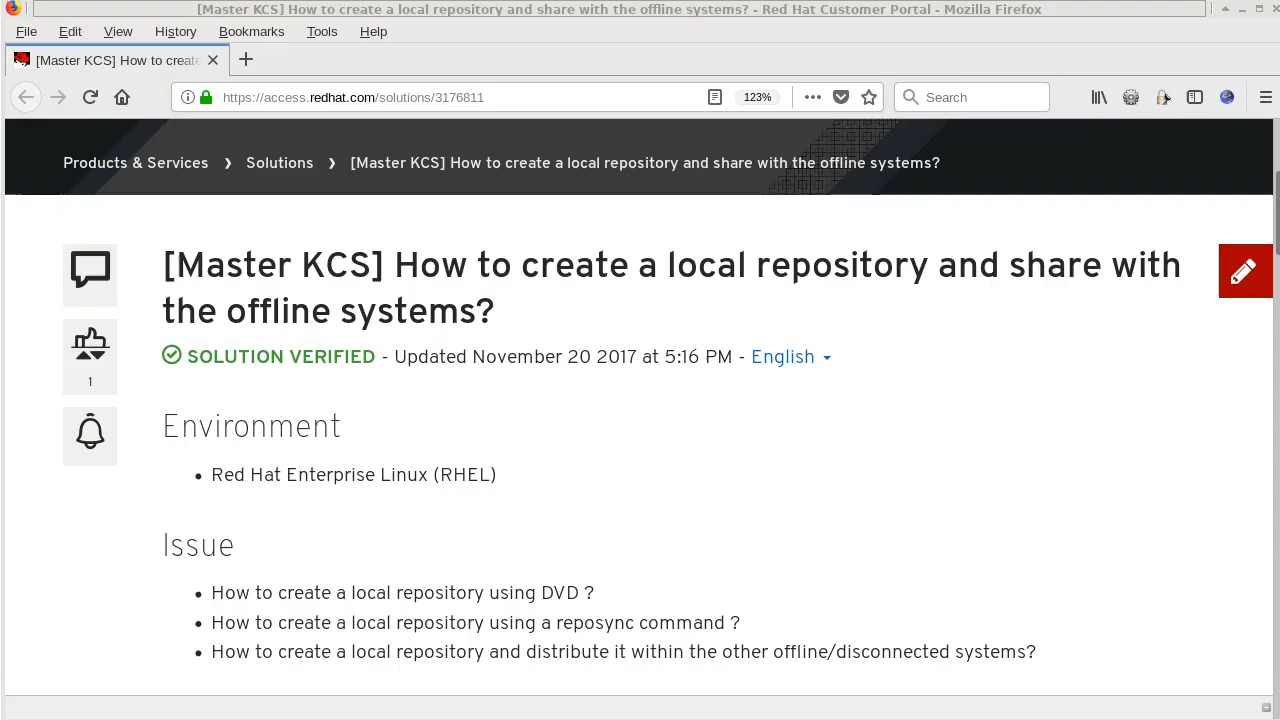 [Master KCS] How to create a local repository and share with the offline systems? - Red Hat Customer Portal - Mozilla Firefox
File Edit View History Bookmarks Tools Help
[Master KCS] How to create
https://access.redhat.com/solutions/3176811 123% Search
Products & Services › Solutions › [Master KCS] How to create a local repository and share with the offline systems?
[Master KCS] How to create a local repository and share with
the offline systems?
SOLUTION VERIFIED - Updated November 20 2017 at 5:16 PM - English
1
Environment
• Red Hat Enterprise Linux (RHEL)
Issue
• How to create a local repository using DVD ?
• How to create a local repository using a reposync command ?
• How to create a local repository and distribute it within the other offline/disconnected systems?